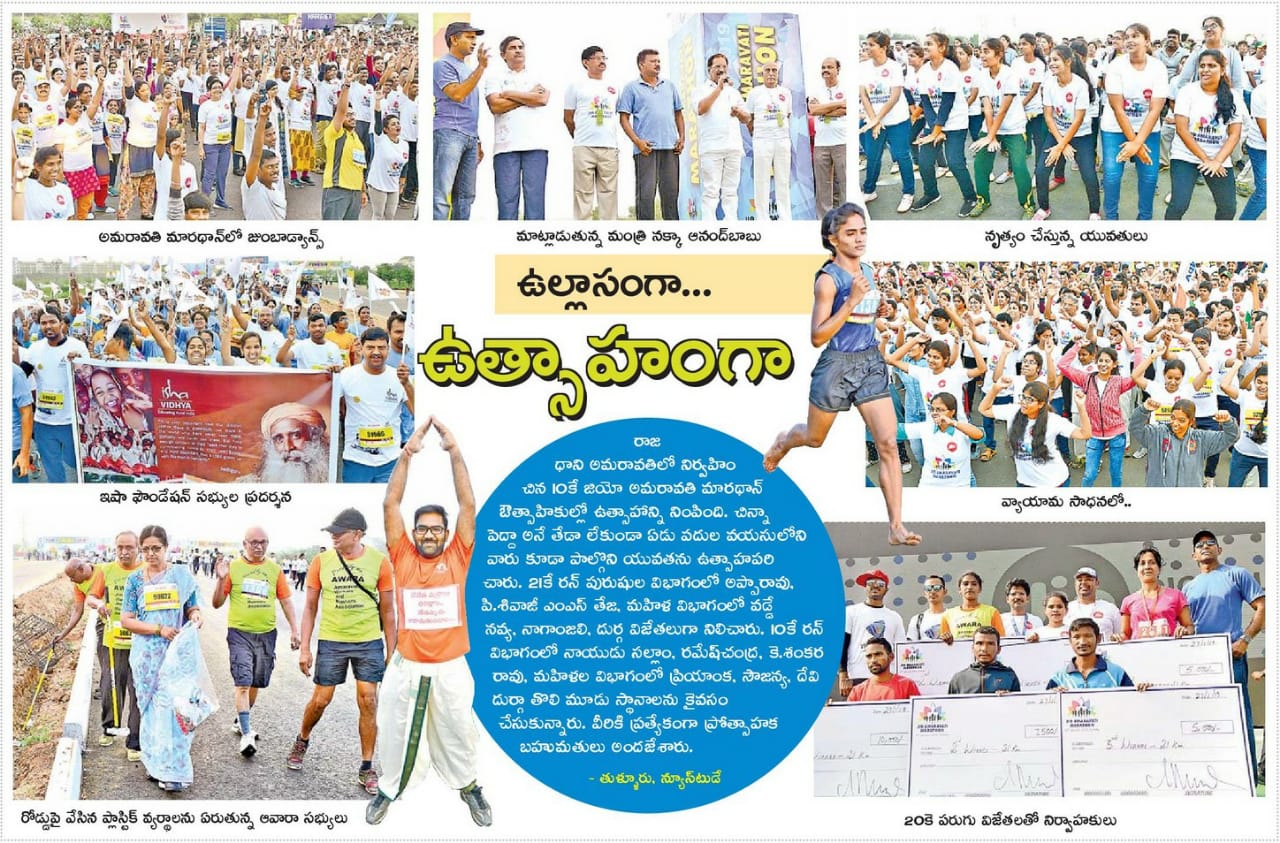 అమరావతి మారథాన్‌లో జుంబాడ్యాన్స్
మాట్లాడుతున్న మంత్రి నక్కా ఆనంద్‌బాబు
నృత్యం చేస్తున్న యువతులు
ఉల్లాసంగా...
ఉత్సాహంగా
isha
VIDHYA
ఇషా ఫౌండేషన్ సభ్యుల ప్రదర్శన
వ్యాయామ సాధనలో..
రాజ
ధాని అమరావతిలో నిర్వహిం
చిన 10కే జియో అమరావతి మారథాన్
ఔత్సాహికుల్లో ఉత్సాహాన్ని నింపింది. చిన్నా
పెద్దా అనే తేడా లేకుండా ఏడు పదుల వయసులోని
వారు కూడా పాల్గొని యువతను ఉత్సాహపరి
చారు. 21కే రన్ పురుషుల విభాగంలో అప్పారావు,
పి.శివాజీ ఎంఎస్ తేజ, మహిళ విభాగంలో వడ్డే
నవ్య, నాగాంజలి, దుర్గ విజేతలుగా నిలిచారు. 10కే రన్
విభాగంలో నాయుడు సల్లాం, రమేష్‌చంద్ర, కె.శంకర
రావు, మహిళల విభాగంలో ప్రియాంక, సౌజన్య, దేవి
దుర్గా తొలి మూడు స్థానాలను కైవసం
చేసుకున్నారు. వీరికి ప్రత్యేకంగా ప్రోత్సాహక
బహుమతులు అందజేశారు.
- తుళ్ళూరు, న్యూస్‌టుడే
AWARA
రోడ్డుపై వేసిన ప్లాస్టిక్ వ్యర్థాలను ఏరుతున్న ఆవారా సభ్యులు
20కె పరుగు విజేతలతో నిర్వాహకులు